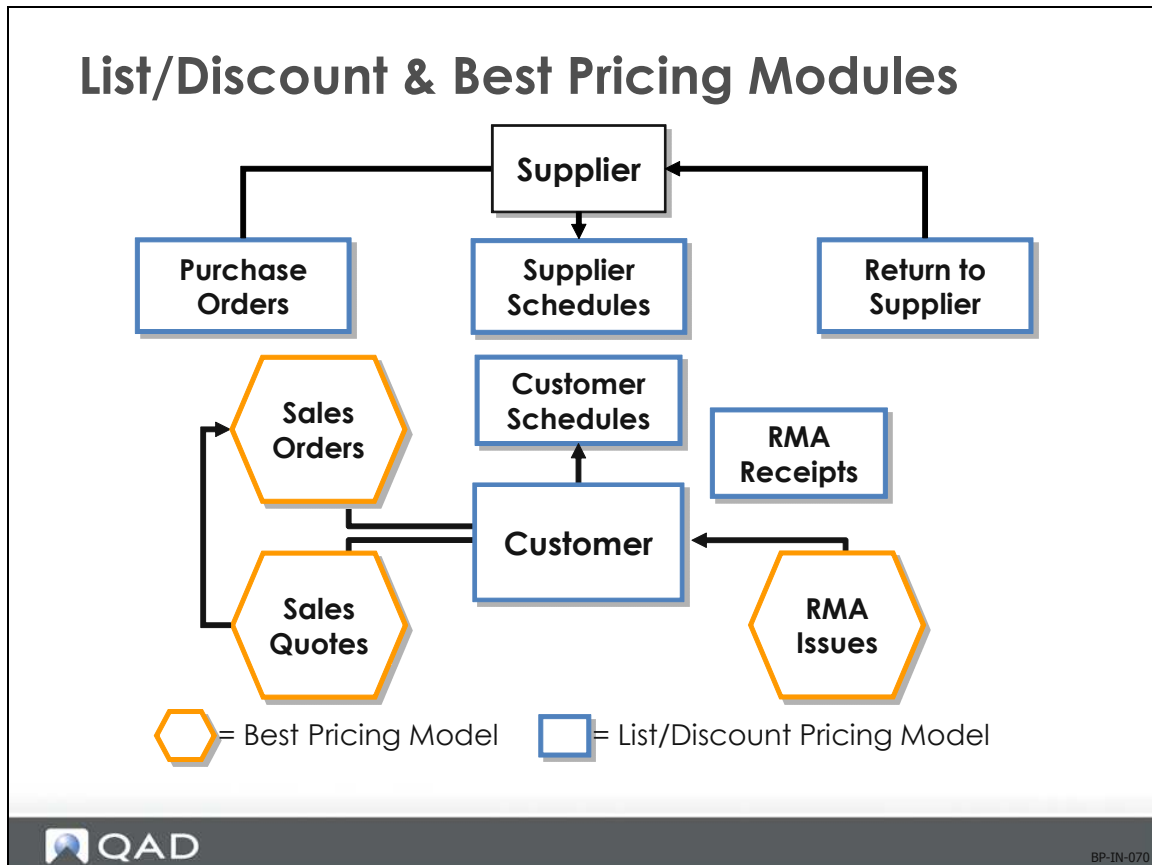 List/Discount & Best Pricing Modules
Supplier
Purchase
Orders
Supplier
Schedules
Return to
Supplier
Sales
Orders
Customer
Schedules
RMA
Receipts
Customer
Sales
Quotes
RMA
Issues
= Best Pricing Model
= List/Discount Pricing Model
QAD
BP-IN-070